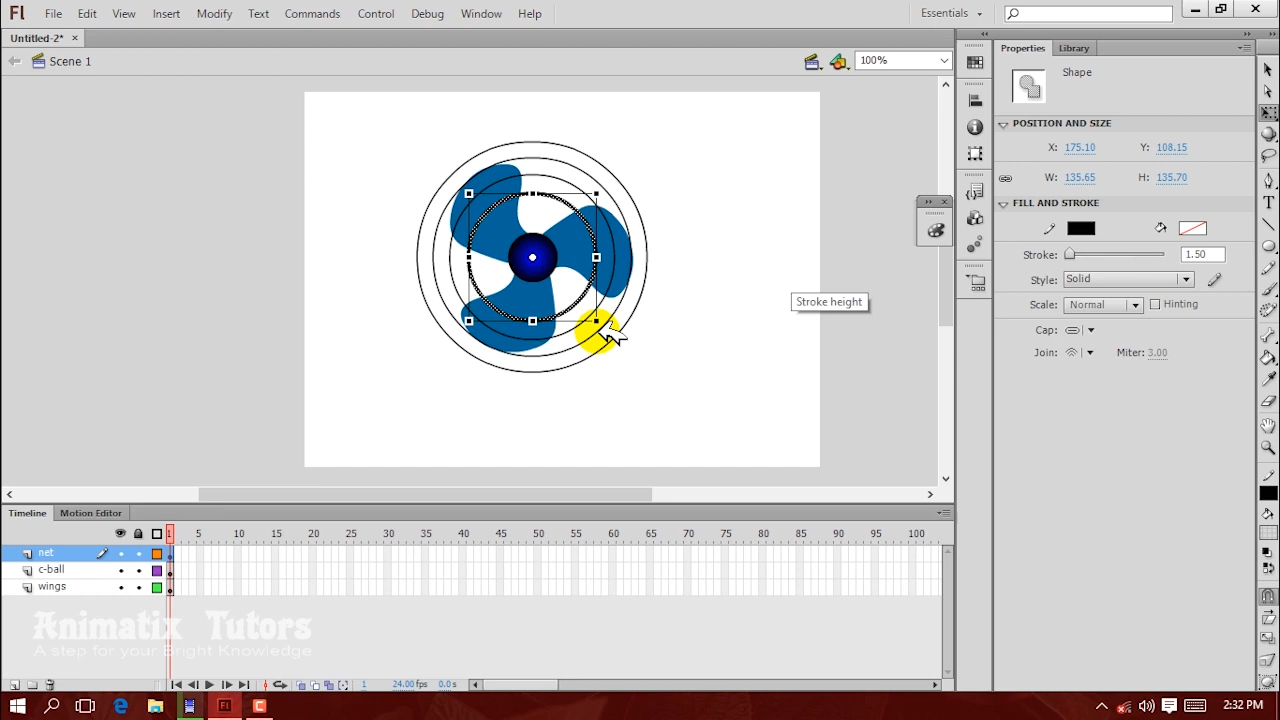 Fl File Edit View Insert Modify Text Commands Control Debug Window Help Essentials
Untitled-2* ×
Scene 1 100%
Properties Library
Shape
POSITION AND SIZE
X: 175.10 Y: 108.15
W: 135.65 H: 135.70
FILL AND STROKE
Stroke: 1.50
Style: Solid
Scale: Normal Hinting
Cap:
Join: Miter: 3.00
Stroke height
Timeline Motion Editor
1 5 10 15 20 25 30 35 40 45 50 55 60 65 70 75 80 85 90 95 100
net
c-ball
wings
Animatix Tutors
A step for your Bright Knowledge
1 24.00 fps 0.0 s
Fl 2:32 PM